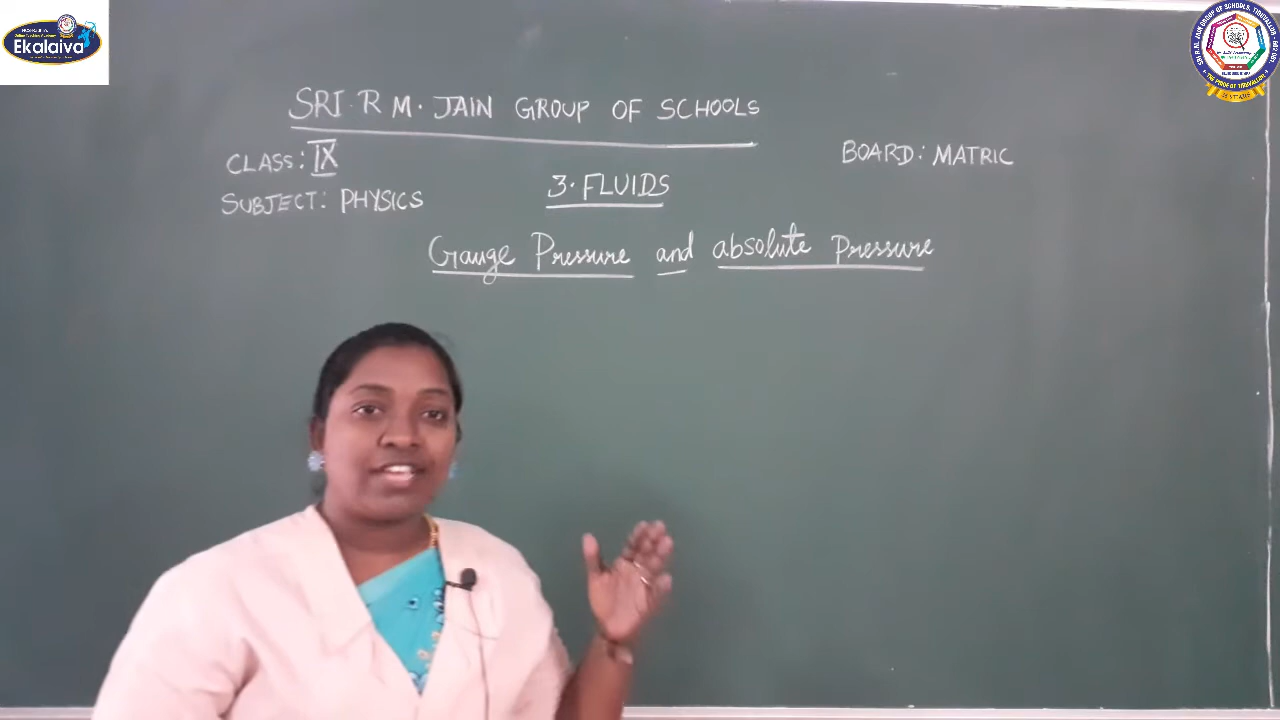 Ekalaiva
SRI. R M. JAIN GROUP OF SCHOOLS
CLASS: IX
BOARD: MATRIC
SUBJECT: PHYSICS
3. FLUIDS
Gauge Pressure and absolute Pressure